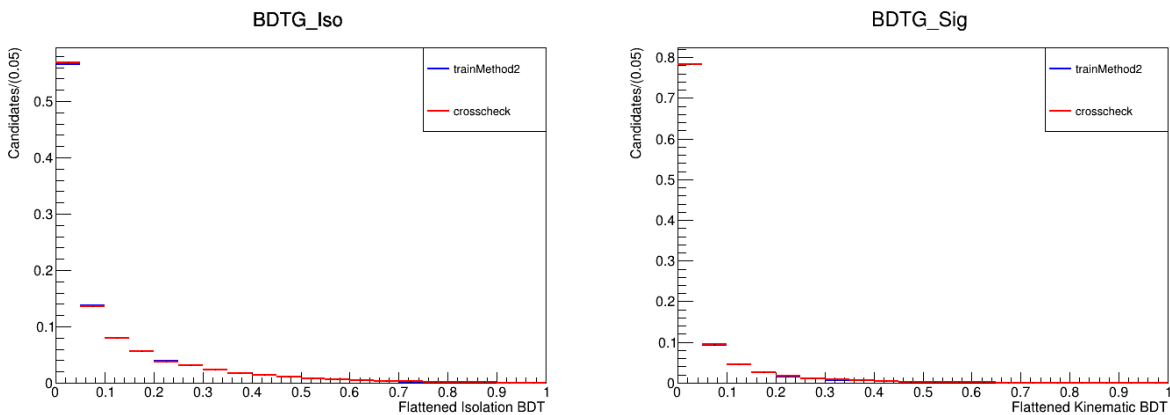 BDTG_Iso
Candidates/(0.05)
trainMethod2
crosscheck
0.5
0.4
0.3
0.2
0.1
0
0 0.1 0.2 0.3 0.4 0.5 0.6 0.7 0.8 0.9 1
Flattened Isolation BDT
BDTG_Sig
Candidates/(0.05)
trainMethod2
crosscheck
0.8
0.7
0.6
0.5
0.4
0.3
0.2
0.1
0
0 0.1 0.2 0.3 0.4 0.5 0.6 0.7 0.8 0.9 1
Flattened Kinematic BDT